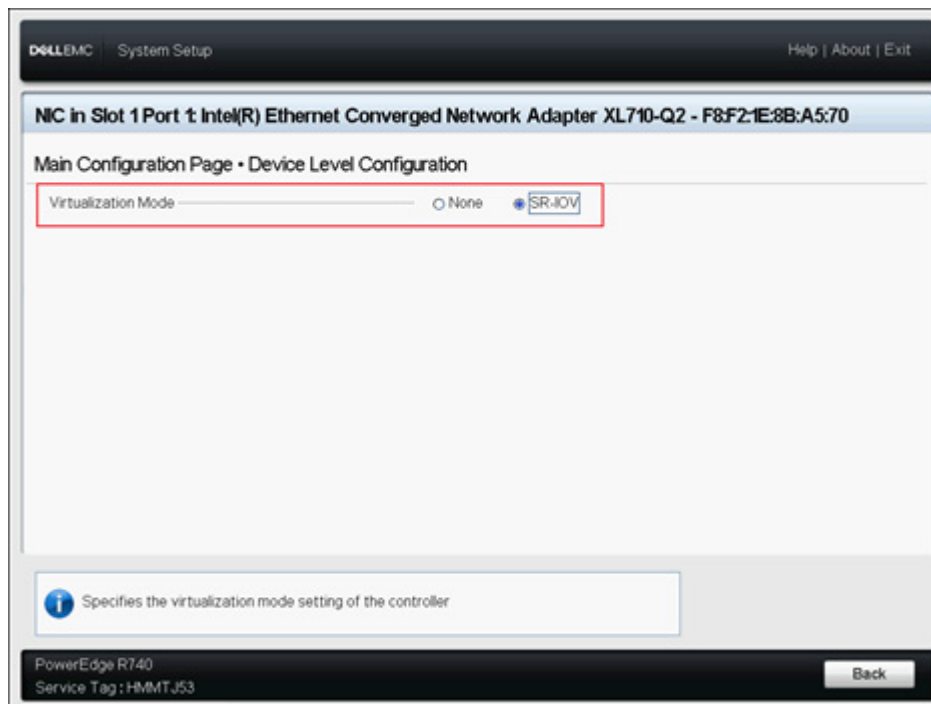 DELLEMC System Setup Help | About | Exit
NIC in Slot 1 Port 1: Intel(R) Ethernet Converged Network Adapter XL710-Q2 - F8:F2:1E:8B:A5:70
Main Configuration Page • Device Level Configuration
Virtualization Mode None SR-IOV
Specifies the virtualization mode setting of the controller
PowerEdge R740
Service Tag : HMMTJ53
Back